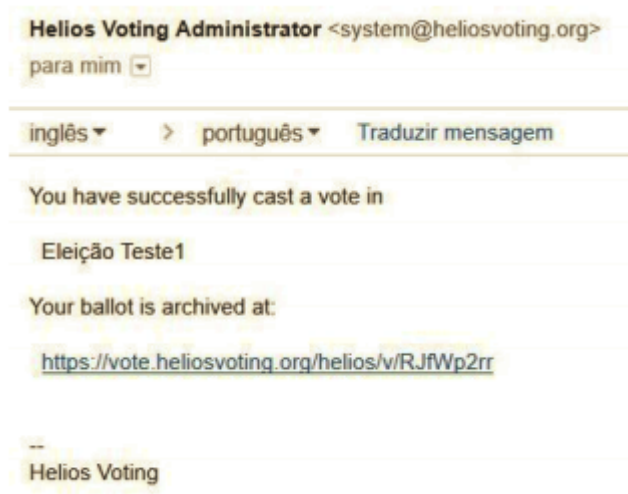 Helios Voting Administrator <system@heliosvoting.org>
para mim
inglês > português Traduzir mensagem
You have successfully cast a vote in
Eleição Teste1
Your ballot is archived at:
https://vote.heliosvoting.org/helios/v/RJfWp2rr
--
Helios Voting